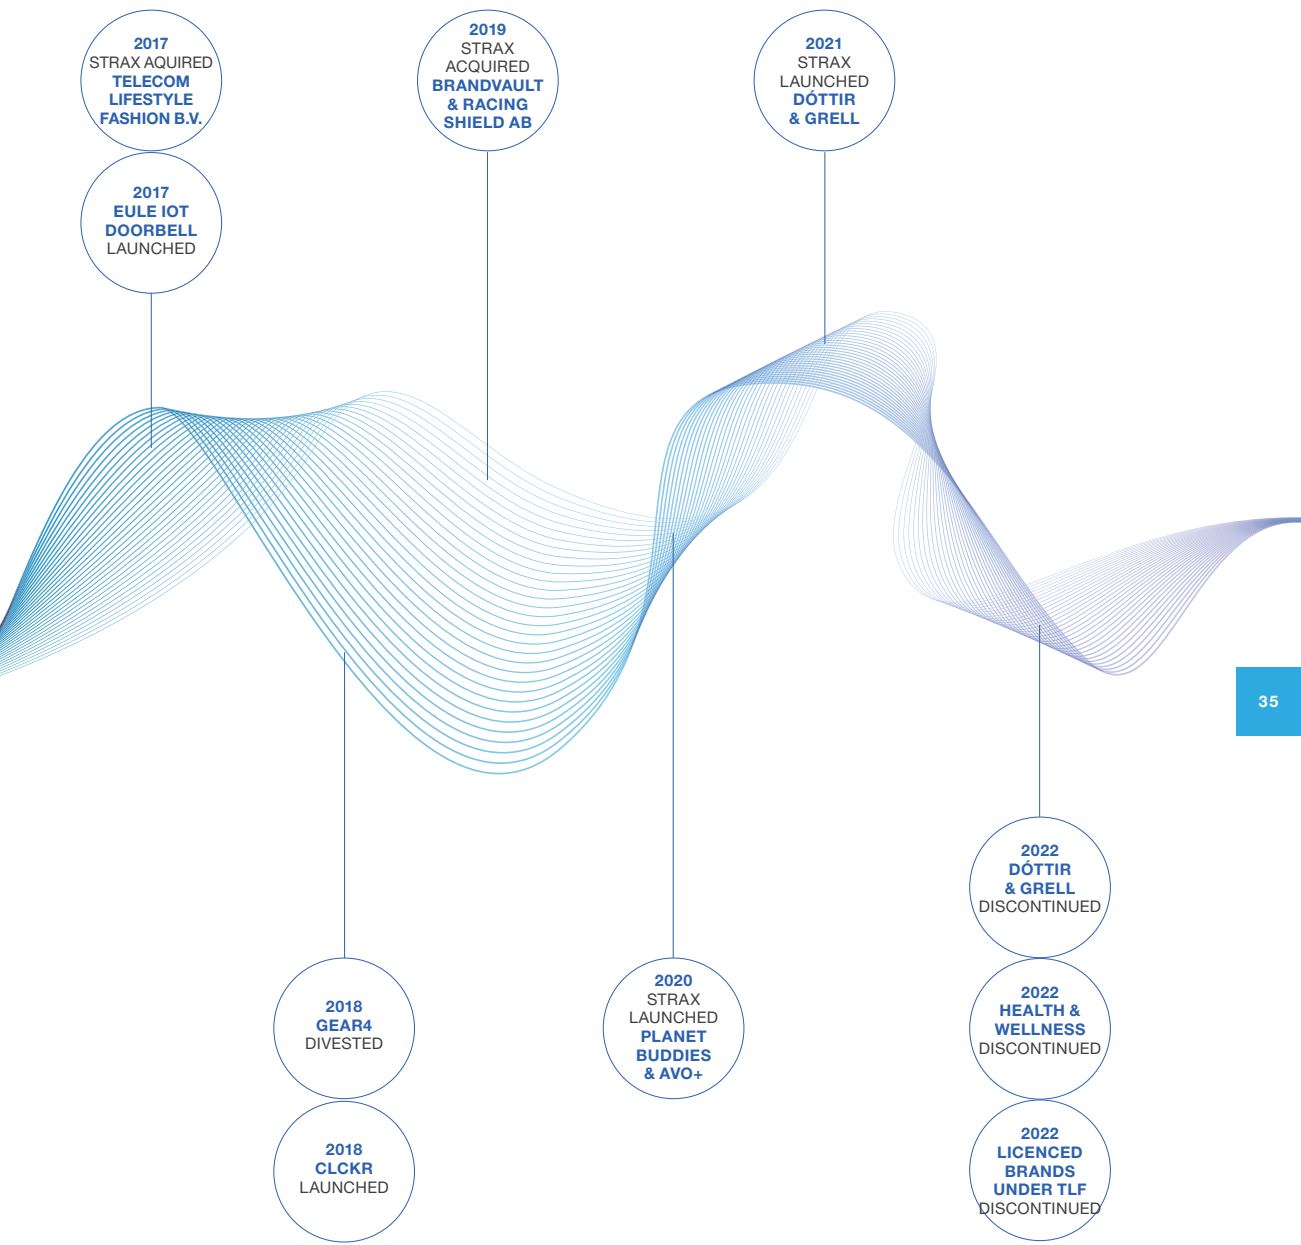 2017
STRAX AQUIRED
TELECOM
LIFESTYLE
FASHION B.V.
2017
EULE IOT
DOORBELL
LAUNCHED
2019
STRAX
ACQUIRED
BRANDVAULT
& RACING
SHIELD AB
2021
STRAX
LAUNCHED
DÓTTIR
& GRELL
35
2018
GEAR4
DIVESTED
2018
CLCKR
LAUNCHED
2020
STRAX
LAUNCHED
PLANET
BUDDIES
& AVO+
2022
DÓTTIR
& GRELL
DISCONTINUED
2022
HEALTH &
WELLNESS
DISCONTINUED
2022
LICENCED
BRANDS
UNDER TLF
DISCONTINUED